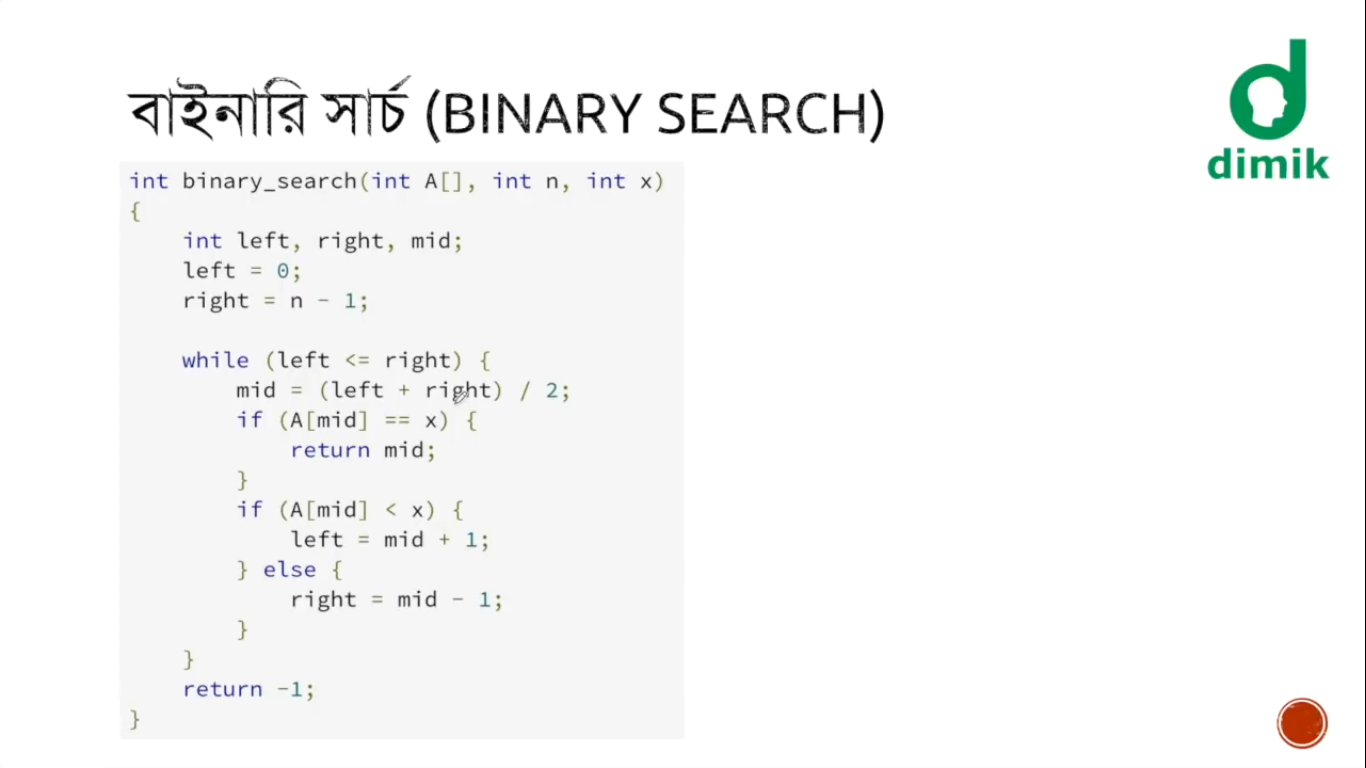 বাইনারি সার্চ (BINARY SEARCH)
dimik
int binary_search(int A[], int n, int x)
{
    int left, right, mid;
    left = 0;
    right = n - 1;

    while (left <= right) {
        mid = (left + right) / 2;
        if (A[mid] == x) {
            return mid;
        }
        if (A[mid] < x) {
            left = mid + 1;
        } else {
            right = mid - 1;
        }
    }
    return -1;
}